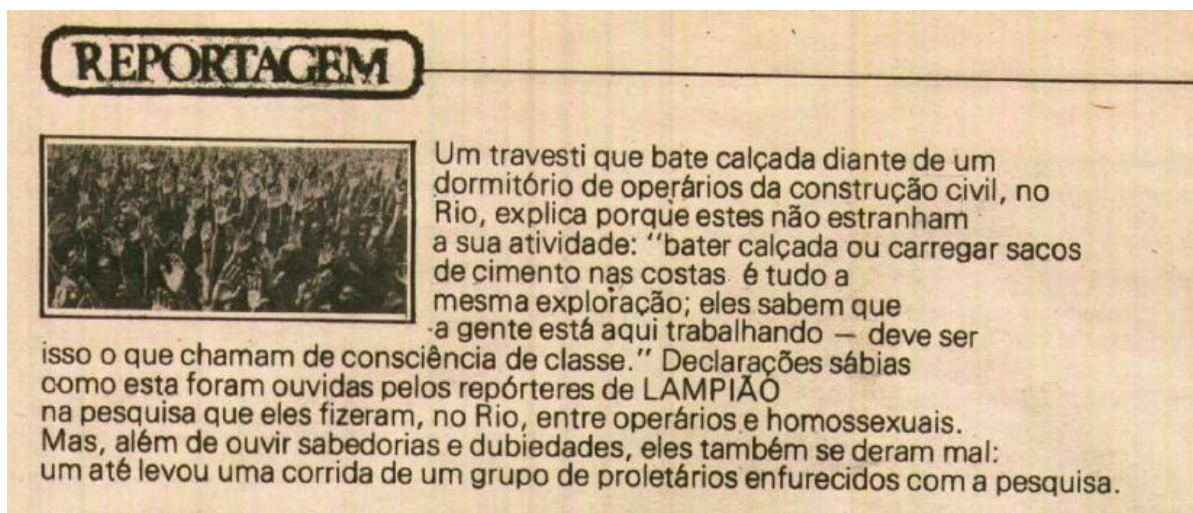 REPORTAGEM
Um travesti que bate calçada diante de um
dormitório de operários da construção civil, no
Rio, explica porque estes não estranham
a sua atividade: "bater calçada ou carregar sacos
de cimento nas costas é tudo a
mesma exploração; eles sabem que
a gente está aqui trabalhando — deve ser
isso o que chamam de consciência de classe." Declarações sábias
como esta foram ouvidas pelos repórteres de LAMPIÃO
na pesquisa que eles fizeram, no Rio, entre operários e homossexuais.
Mas, além de ouvir sabedorias e dubiedades, eles também se deram mal:
um até levou uma corrida de um grupo de proletários enfurecidos com a pesquisa.